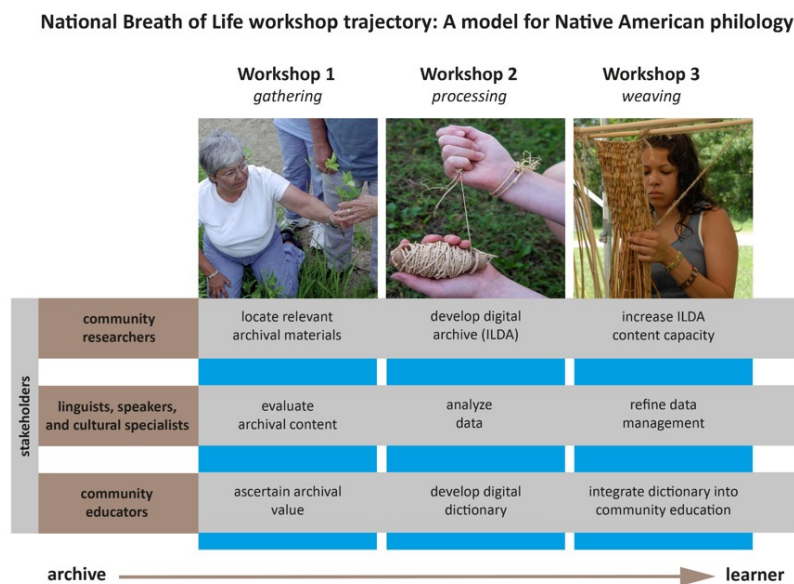 National Breath of Life workshop trajectory: A model for Native American philology
Workshop 1
gathering
Workshop 2
processing
Workshop 3
weaving
stakeholders
community
researchers
locate relevant
archival materials
develop digital
archive (ILDA)
increase ILDA
content capacity
linguists, speakers,
and cultural specialists
evaluate
archival content
analyze
data
refine data
management
community
educators
ascertain archival
value
develop digital
dictionary
integrate dictionary into
community education
archive
learner